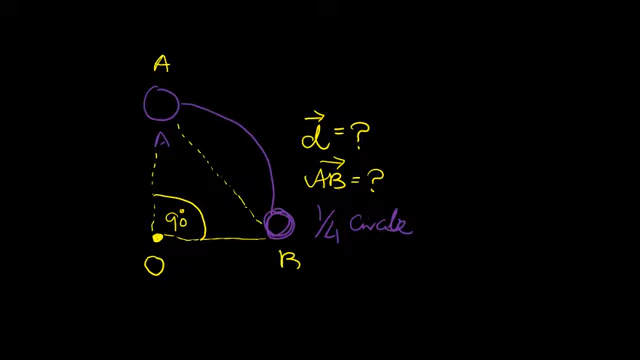 A
A
d⃗ = ?
AB⃗ = ?
90°
1/4 circle
O
B